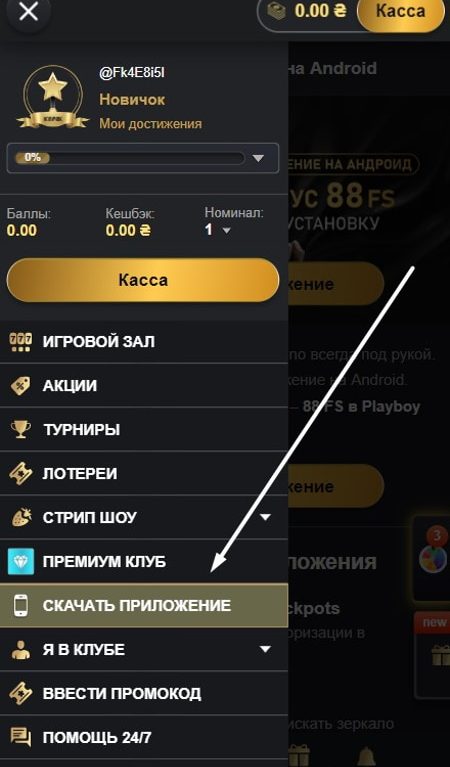 0.00 ₴
Касса
@Fk4E8i5I
Новичок
Мои достижения
на Android
0%
ЕНИЕ НА АНДРОИД
УС 88 FS
УСТАНОВКУ
Баллы:
0.00
Кешбэк:
0.00 ₴
Номинал:
1
Касса
жение
777
ИГРОВОЙ ЗАЛ
по всегда под рукой.
АКЦИИ
жение на Android.
– 88 FS в Playboy
ТУРНИРЫ
ЛОТЕРЕИ
жение
СТРИП ШОУ
3
ПРЕМИУМ КЛУБ
ложения
СКАЧАТЬ ПРИЛОЖЕНИЕ
ckpots
new
оризации в
Я В КЛУБЕ
ВВЕСТИ ПРОМОКОД
искать зеркало
ПОМОЩЬ 24/7